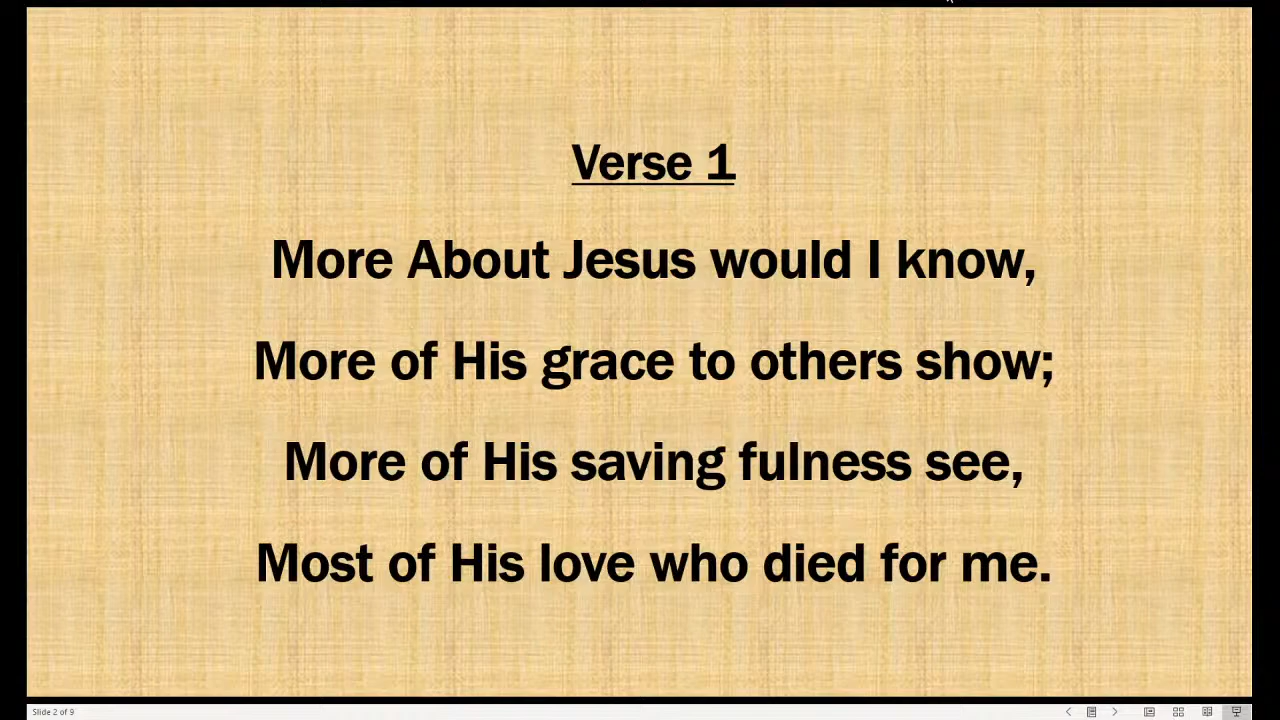 Verse 1
More About Jesus would I know,
More of His grace to others show;
More of His saving fulness see,
Most of His love who died for me.
Slide 2 of 9